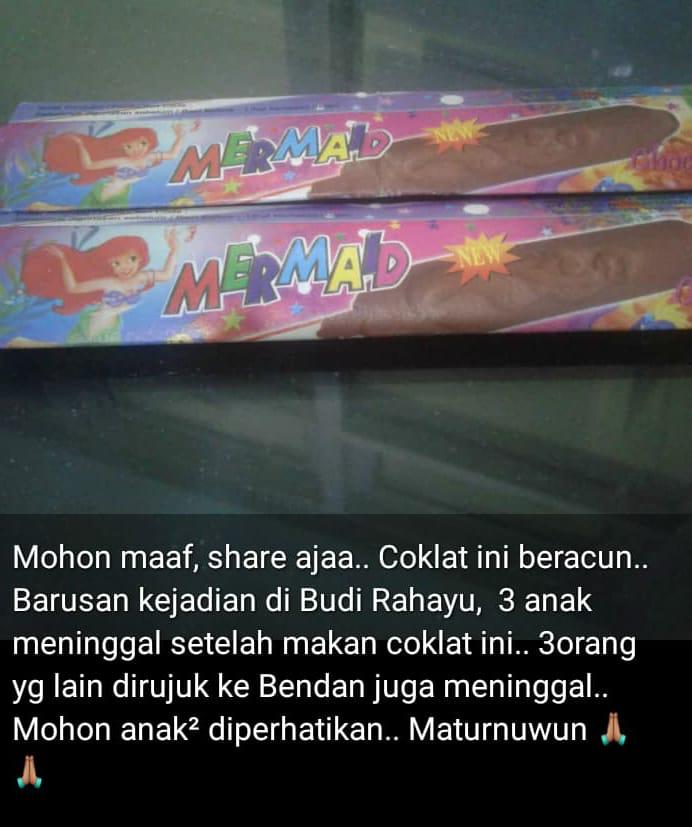 MERMAID
NEW
Choc
MERMAID
NEW
Mohon maaf, share ajaa.. Coklat ini beracun..
Barusan kejadian di Budi Rahayu,  3 anak
meninggal setelah makan coklat ini.. 3orang
yg lain dirujuk ke Bendan juga meninggal..
Mohon anak² diperhatikan.. Maturnuwun 🙏🏽
🙏🏽